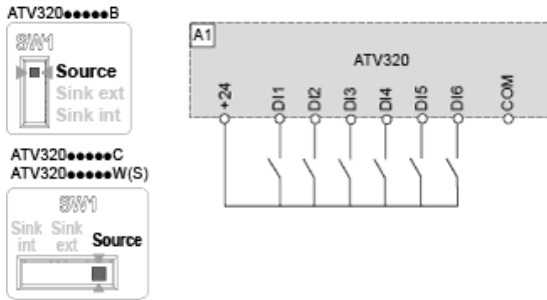 ATV320●●●●●B
SW1
Source
Sink ext
Sink int
ATV320●●●●●C
ATV320●●●●●W(S)
SW1
Sink int
Sink ext
Source
A1
ATV320
+24
DI1
DI2
DI3
DI4
DI5
DI6
COM